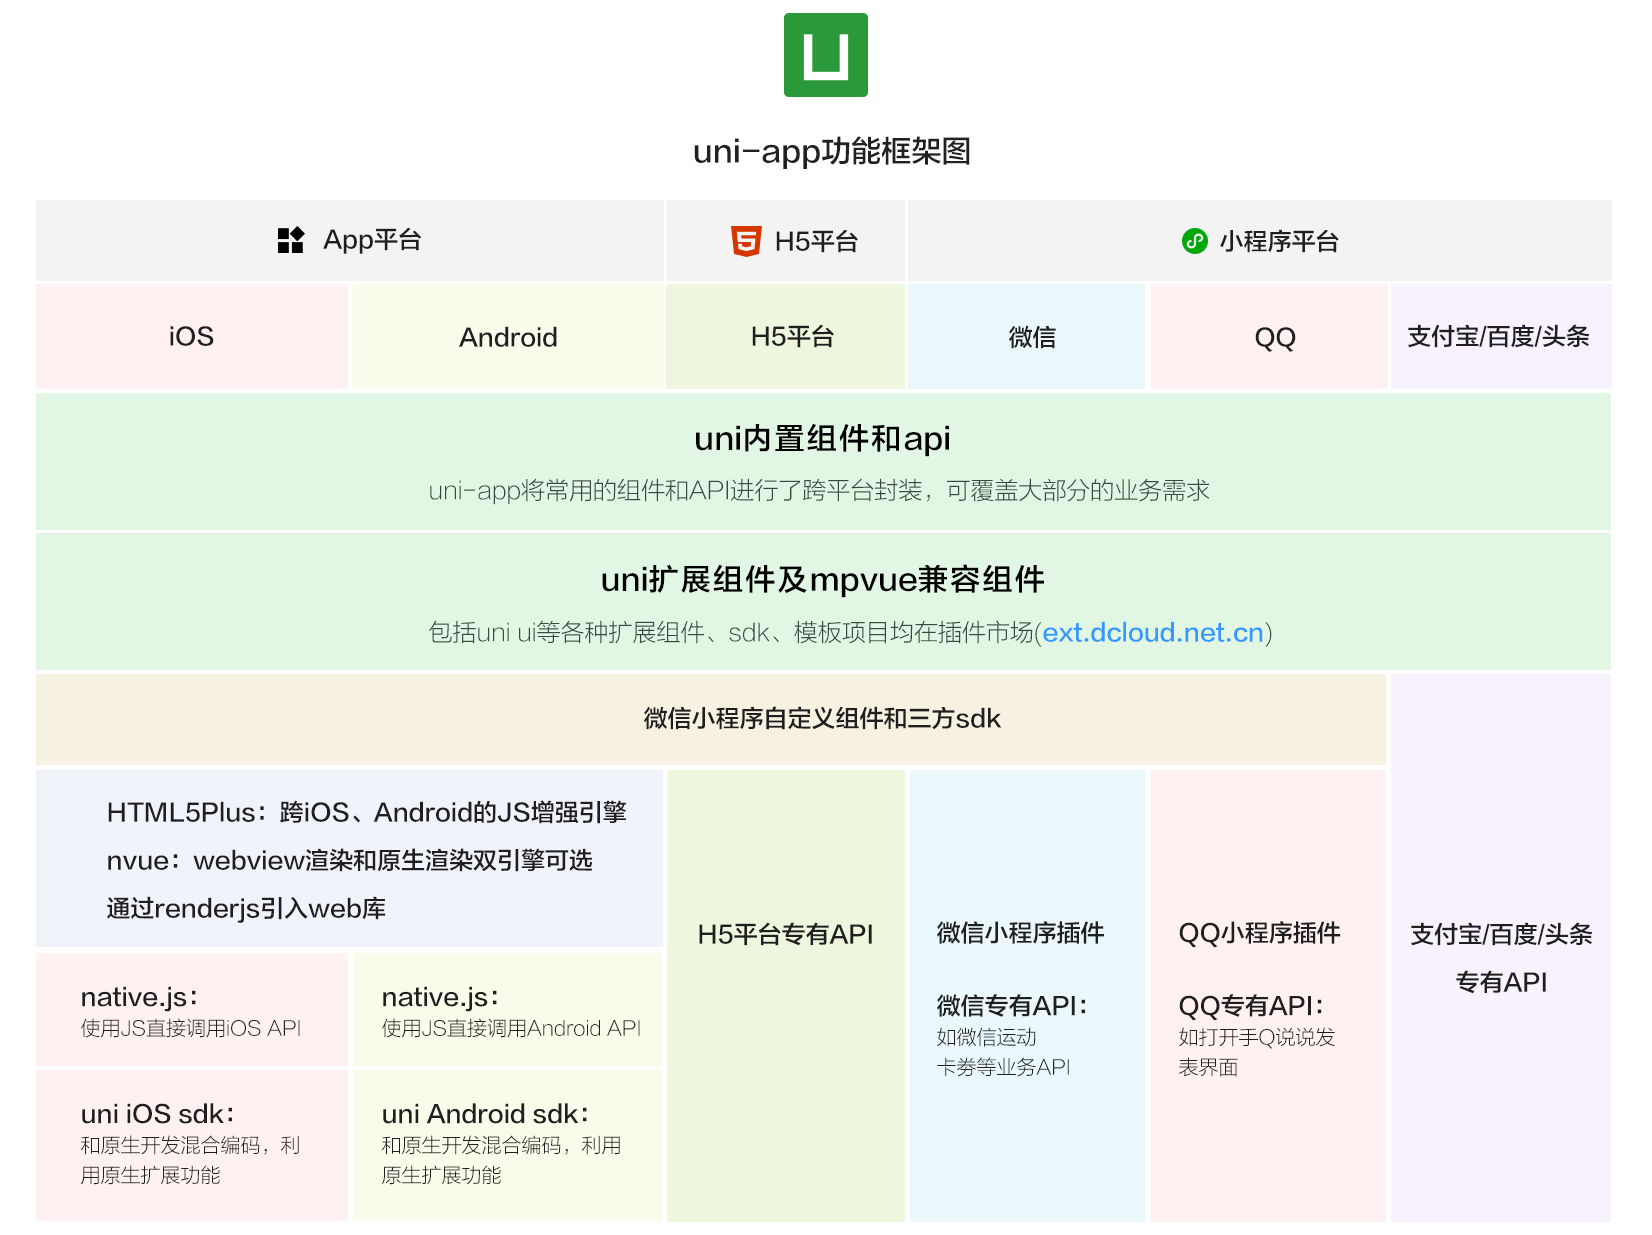 uni-app功能框架图
App平台
H5平台
小程序平台
iOS
Android
H5平台
微信
QQ
支付宝/百度/头条
uni内置组件和api
uni-app将常用的组件和API进行了跨平台封装，可覆盖大部分的业务需求
uni扩展组件及mpvue兼容组件
包括uni ui等各种扩展组件、sdk、模板项目均在插件市场(ext.dcloud.net.cn)
微信小程序自定义组件和三方sdk
HTML5Plus：跨iOS、Android的JS增强引擎
nvue：webview渲染和原生渲染双引擎可选
通过renderjs引入web库
native.js：
使用JS直接调用iOS API
native.js：
使用JS直接调用Android API
uni iOS sdk：
和原生开发混合编码，利
用原生扩展功能
uni Android sdk：
和原生开发混合编码，利用
原生扩展功能
H5平台专有API
微信小程序插件
微信专有API：
如微信运动
卡劵等业务API
QQ小程序插件
QQ专有API：
如打开手Q说说发
表界面
支付宝/百度/头条
专有API